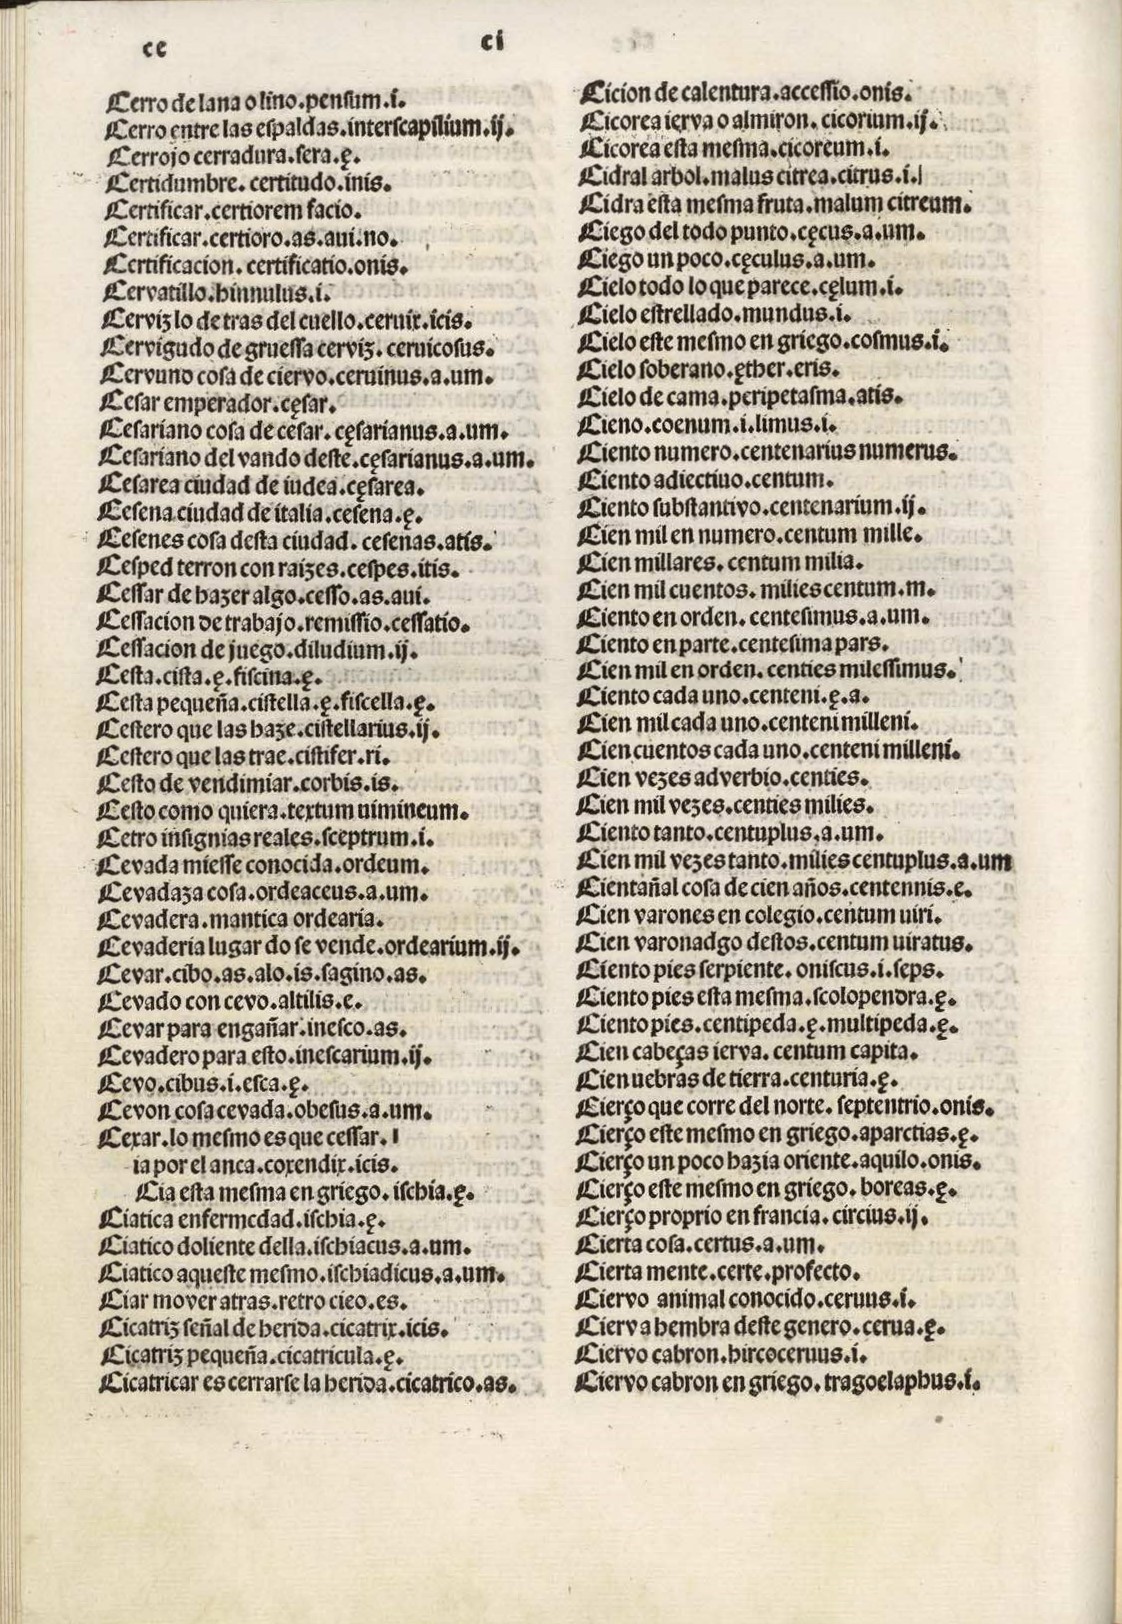 ce
ci
Cerro de lana o lino.pensum.i.
Cerro entre las espaldas.interscapilium.ij.
Cerrojo cerradura.sera.ę.
Certidumbre. certitudo.inis.
Certificar.certiorem facio.
Certificar.certioro.as.aui.no.
Certificacion. certificatio.onis.
Cervatillo.hinnulus.i.
Cerviz lo de tras del cuello.ceruix.icis.
Cervigudo de gruessa cerviz. ceruicosus.
Cervuno cosa de ciervo.ceruinus.a.um.
Cesar emperador.cęsar.
Cesariano cosa de cesar. cęsarianus.a.um.
Cesariano del vando deste.cęsarianus.a.um.
Cesarea ciudad de iudea.cęsarea.
Cesena ciudad de italia.cesena.ę.
Cesenes cosa desta ciudad. cesenas.atis.
Cesped terron con raizes.cespes.itis.
Cessar de hazer algo.cesso.as.aui.
Cessacion de trabajo.remissio.cessatio.
Cessacion de juego.diludium.ij.
Cesta.cista.ę.fiscina.ę.
Cesta pequeña.cistella.ę.fiscella.ę.
Cestero que las haze.cistellarius.ij.
Cestero que las trae.cistifer.ri.
Cesto de vendimiar.corbis.is.
Cesto como quiera.textum uimineum.
Cetro insignias reales.sceptrum.i.
Cevada miesse conocida.ordeum.
Cevadaza cosa.ordeaceus.a.um.
Cevadera.mantica ordearia.
Cevaderia lugar do se vende.ordearium.ij.
Cevar.cibo.as.alo.is.sagino.as.
Cevado con cevo.altilis.e.
Cevar para engañar.inesco.as.
Cevadero para esto.inescarium.ij.
Cevo.cibus.i.esca.ę.
Cevon cosa cevada.obesus.a.um.
Cexar.lo mesmo es que cessar.
ia por el anca.coxendix.icis.
Cia esta mesma en griego. ischia.ę.
Ciatica enfermedad.ischia.ę.
Ciatico doliente della.ischiacus.a.um.
Ciatico aqueste mesmo.ischiadicus.a.um.
Ciar mover atras.retro cieo.es.
Cicatriz señal de herida.cicatrix.icis.
Cicatriz pequeña.cicatricula.ę.
Cicatricar es cerrarse la herida.cicatrico.as.
Cicion de calentura.accessio.onis.
Cicorea ierva o almiron. cicorium.ij.
Cicorea esta mesma.cicoreum.i.
Cidral arbol.malus citrea.citrus.i.
Cidra esta mesma fruta.malum citreum.
Ciego del todo punto.cęcus.a.um.
Ciego un poco.cęculus.a.um.
Cielo todo lo que parece.cęlum.i.
Cielo estrellado.mundus.i.
Cielo este mesmo en griego.cosmus.i.
Cielo soberano.ęther.eris.
Cielo de cama.peripetasma.atis.
Cieno.coenum.i.limus.i.
Ciento numero.centenarius numerus.
Ciento adiectiuo.centum.
Ciento substantivo.centenarium.ij.
Cien mil en numero.centum mille.
Cien millares. centum milia.
Cien mil cuentos. milies centum.m.
Ciento en orden. centesimus.a.um.
Ciento en parte.centesima pars.
Cien mil en orden. centies milessimus.
Ciento cada uno.centeni.ę.a.
Cien mil cada uno.centeni milleni.
Cien cuentos cada uno.centeni milleni.
Cien vezes adverbio.centies.
Cien mil vezes.centies milies.
Ciento tanto.centuplus.a.um.
Cien mil vezes tanto.milies centuplus.a.um
Cientañal cosa de cien años.centennis.e.
Cien varones en colegio.centum uiri.
Cien varonadgo destos.centum uiratus.
Ciento pies serpiente. oniscus.i.seps.
Ciento pies esta mesma.scolopendra.ę.
Ciento pies.centipeda.ę.multipeda.ę.
Cien cabeças ierva. centum capita.
Cien uebras de tierra.centuria.ę.
Cierço que corre del norte. septentrio.onis.
Cierço este mesmo en griego.aparctias.ę.
Cierço un poco hazia oriente.aquilo.onis.
Cierço este mesmo en griego. boreas.ę.
Cierço proprio en francia. circius.ij.
Cierta cosa.certus.a.um.
Cierta mente.certe.profecto.
Ciervo animal conocido.ceruus.i.
Cierva hembra deste genero.cerua.ę.
Ciervo cabron.hircoceruus.i.
Ciervo cabron en griego. tragoelaphus.i.